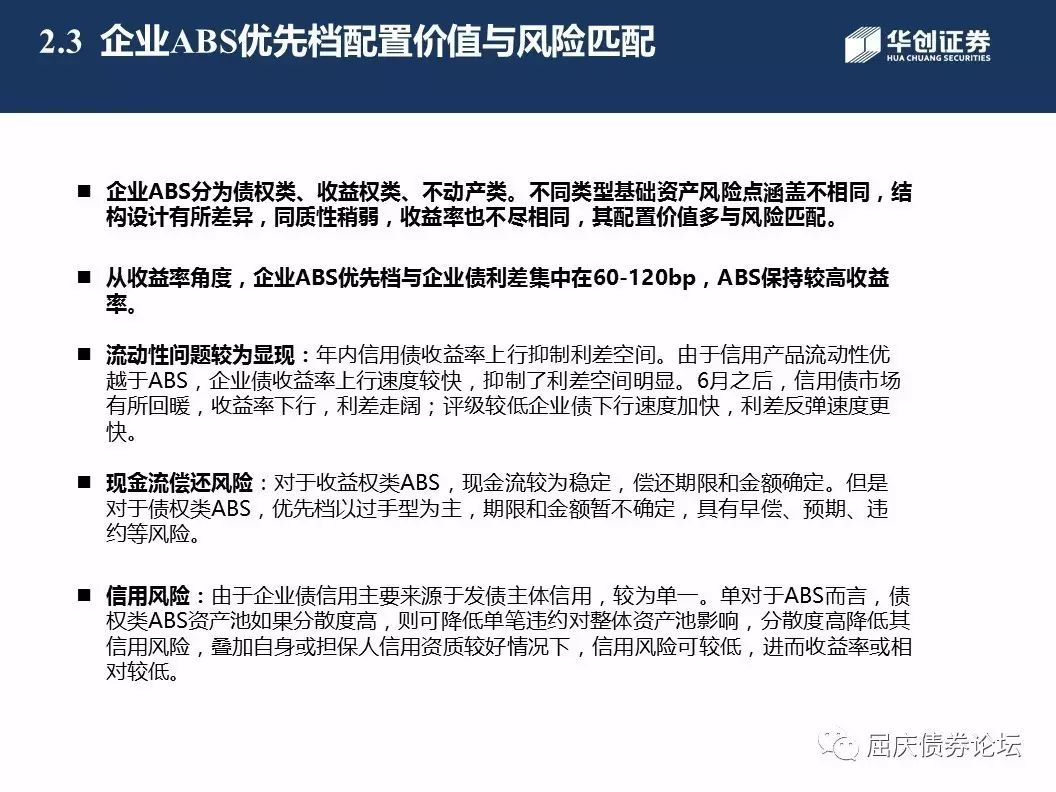 2.3 企业ABS优先档配置价值与风险匹配
华创证券
HUA CHUANG SECURITIES
■ 企业ABS分为债权类、收益权类、不动产类。不同类型基础资产风险点涵盖不相同，结
构设计有所差异，同质性稍弱，收益率也不尽相同，其配置价值多与风险匹配。
■ 从收益率角度，企业ABS优先档与企业债利差集中在60-120bp，ABS保持较高收益
率。
■ 流动性问题较为显现：年内信用债收益率上行抑制利差空间。由于信用产品流动性优
越于ABS，企业债收益率上行速度较快，抑制了利差空间明显。6月之后，信用债市场
有所回暖，收益率下行，利差走阔；评级较低企业债下行速度加快，利差反弹速度更
快。
■ 现金流偿还风险：对于收益权类ABS，现金流较为稳定，偿还期限和金额确定。但是
对于债权类ABS，优先档以过手型为主，期限和金额暂不确定，具有早偿、预期、违
约等风险。
■ 信用风险：由于企业债信用主要来源于发债主体信用，较为单一。单对于ABS而言，债
权类ABS资产池如果分散度高，则可降低单笔违约对整体资产池影响，分散度高降低其
信用风险，叠加自身或担保人信用资质较好情况下，信用风险可较低，进而收益率或相
对较低。
屈庆债券论坛